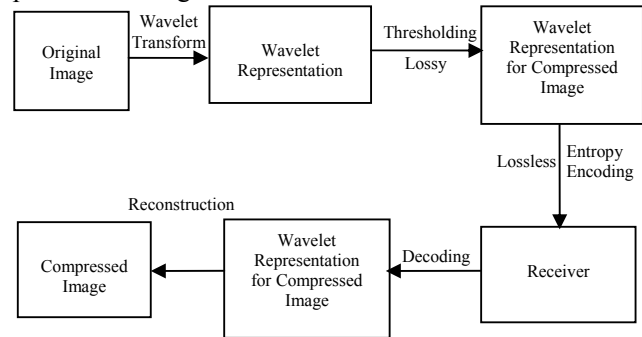 Original
Image
Wavelet
Transform
Wavelet
Representation
Thresholding
Lossy
Wavelet
Representation
for Compressed
Image
Lossless
Entropy
Encoding
Receiver
Decoding
Wavelet
Representation
for Compressed
Image
Reconstruction
Compressed
Image